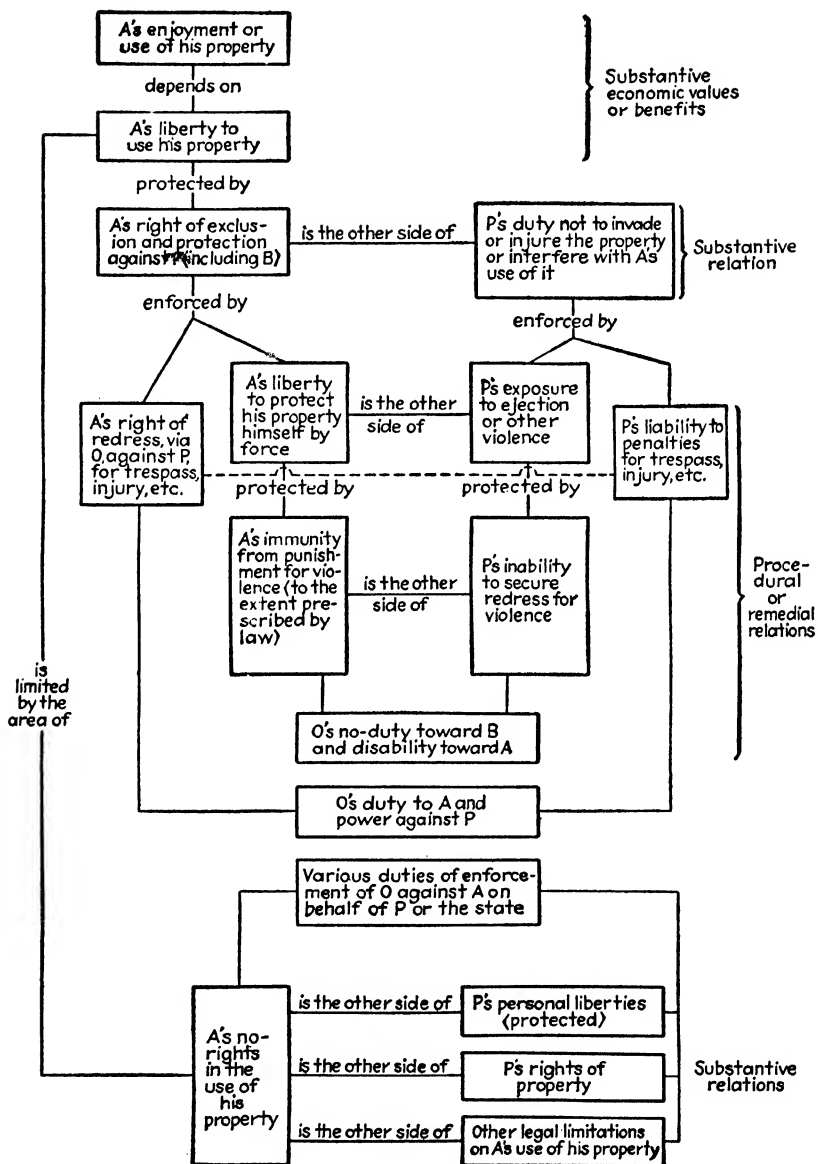 A's enjoyment or
use of his property
depends on
A's liberty to
use his property
Substantive
economic values
or benefits
protected by
A's right of exclus-
ion and protection
against P (including B)
is the other side of
P's duty not to invade
or injure the property
or interfere with A's
use of it
Substantive
relation
enforced by
enforced by
A's right of
redress, via
O, against P,
for trespass,
injury, etc.
A's liberty
to protect
his property
himself by
force
is the other
side of
P's exposure
to ejection
or other
violence
P's liability to
penalties
for trespass,
injury, etc.
protected by
protected by
A's immunity
from punish-
ment for vio-
lence (to the
extent pre-
scribed by
law)
is the other
side of
P's inability
to secure
redress for
violence
Proce-
dural
or
remedial
relations
is
limited
by the
area of
O's no-duty toward B
and disability toward A
O's duty to A and
power against P
Various duties of enforce-
ment of O against A on
behalf of P or the state
A's no-
rights
in the
use of
his
property
is the other side of
P's personal liberties
(protected)
is the other side of
P's rights of
property
is the other side of
Other legal limitations
on A's use of his property
Substantive
relations